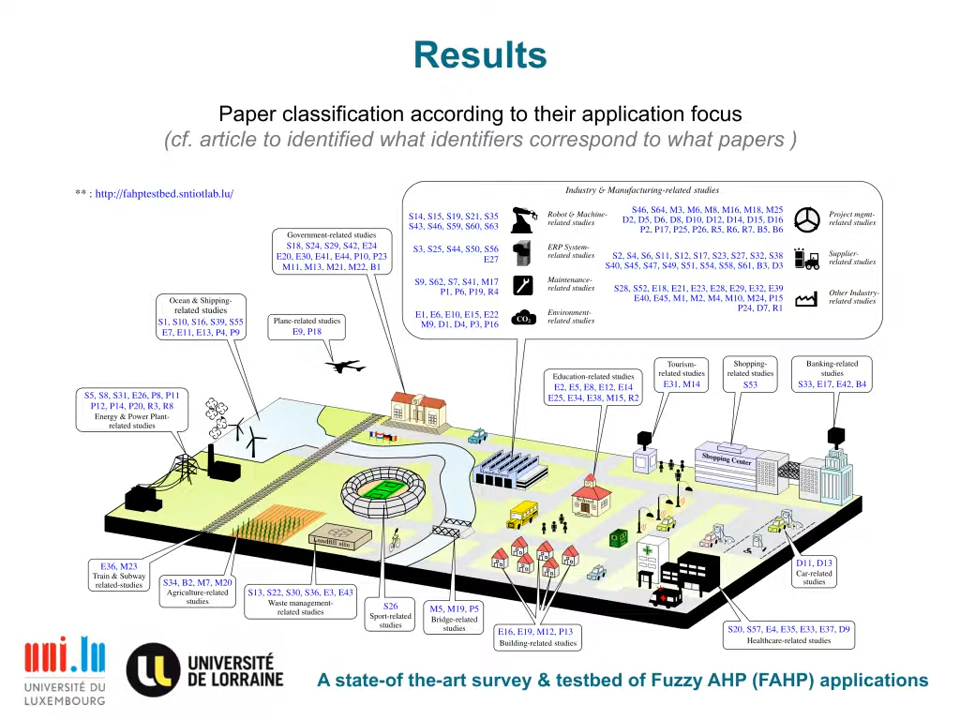 Results
Paper classification according to their application focus
(cf. article to identified what identifiers correspond to what papers )
** : http://fahptestbed.sntiotlab.lu/
Industry & Manufacturing-related studies
S14, S15, S19, S21, S35
S43, S46, S59, S60, S63
Robot & Machine-
related studies
S46, S64, M3, M6, M8, M16, M18, M25
D2, D5, D6, D8, D10, D12, D14, D15, D16
P2, P17, P25, P26, R5, R6, R7, B5, B6
Project mgmt-
related studies
S3, S25, S44, S50, S56
E27
ERP System-
related studies
S2, S4, S6, S11, S12, S17, S23, S27, S32, S38
S40, S45, S47, S49, S51, S54, S58, S61, B3, D3
Supplier-
related studies
S9, S62, S7, S41, M17
P1, P6, P19, R4
Maintenance-
related studies
S28, S52, E18, E21, E23, E28, E29, E32, E39
E40, E45, M1, M2, M4, M10, M24, P15
P24, D7, R1
Other Industry-
related studies
E1, E6, E10, E15, E22
M9, D1, D4, P3, P16
CO2
Environment-
related studies
Government-related studies
S18, S24, S29, S42, E24
E20, E30, E41, E44, P10, P23
M11, M13, M21, M22, B1
Ocean & Shipping-
related studies
S1, S10, S16, S39, S55
E7, E11, E13, P4, P9
Plane-related studies
E9, P18
Education-related studies
E2, E5, E8, E12, E14
E25, E34, E38, M15, R2
Tourism-
related studies
E31, M14
Shopping-
related studies
S53
Banking-related
studies
S33, E17, E42, B4
S5, S8, S31, E26, P8, P11
P12, P14, P20, R3, R8
Energy & Power Plant-
related studies
Shopping Center
School
Landfill site
E36, M23
Train & Subway
related-studies
S34, B2, M7, M20
Agriculture-related
studies
S13, S22, S30, S36, E3, E43
Waste management-
related studies
S26
Sport-related
studies
M5, M19, P5
Bridge-related
studies
E16, E19, M12, P13
Building-related studies
D11, D13
Car-related
studies
S20, S57, E4, E35, E33, E37, D9
Healthcare-related studies
uni.lu
UNIVERSITÉ DU
LUXEMBOURG
UNIVERSITÉ
DE LORRAINE
A state-of the-art survey & testbed of Fuzzy AHP (FAHP) applications